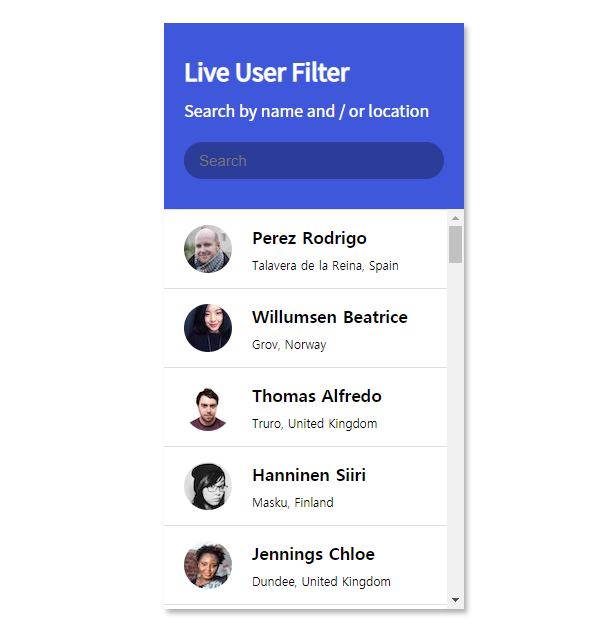 Live User Filter
Search by name and / or location
Search
Perez Rodrigo
Talavera de la Reina, Spain
Willumsen Beatrice
Grov, Norway
Thomas Alfredo
Truro, United Kingdom
Hanninen Siiri
Masku, Finland
Jennings Chloe
Dundee, United Kingdom